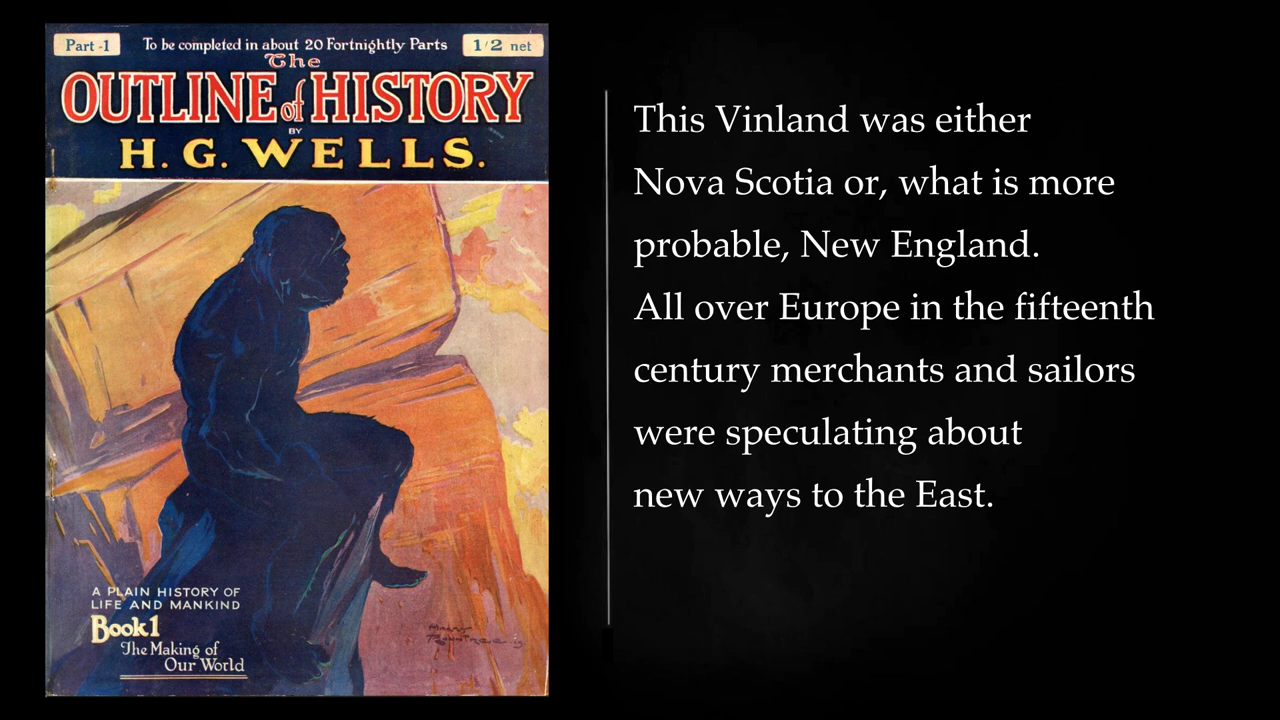 Part -1
To be completed in about 20 Fortnightly Parts
1/2 net
The
OUTLINE of HISTORY
BY
H. G. WELLS.
A PLAIN HISTORY OF
LIFE AND MANKIND
Book 1
The Making of
Our World
This Vinland was either
Nova Scotia or, what is more
probable, New England.
All over Europe in the fifteenth
century merchants and sailors
were speculating about
new ways to the East.